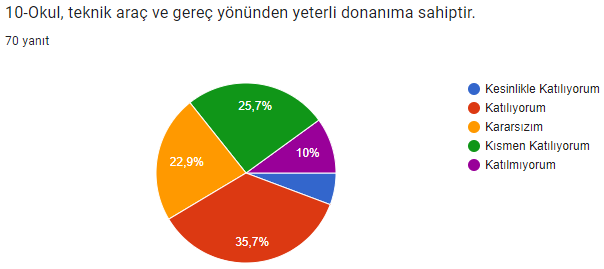 10-Okul, teknik araç ve gereç yönünden yeterli donanıma sahiptir.
70 yanıt
Kesinlikle Katılıyorum
Katılıyorum
Kararsızım
Kısmen Katılıyorum
Katılmıyorum
25,7%
10%
22,9%
35,7%